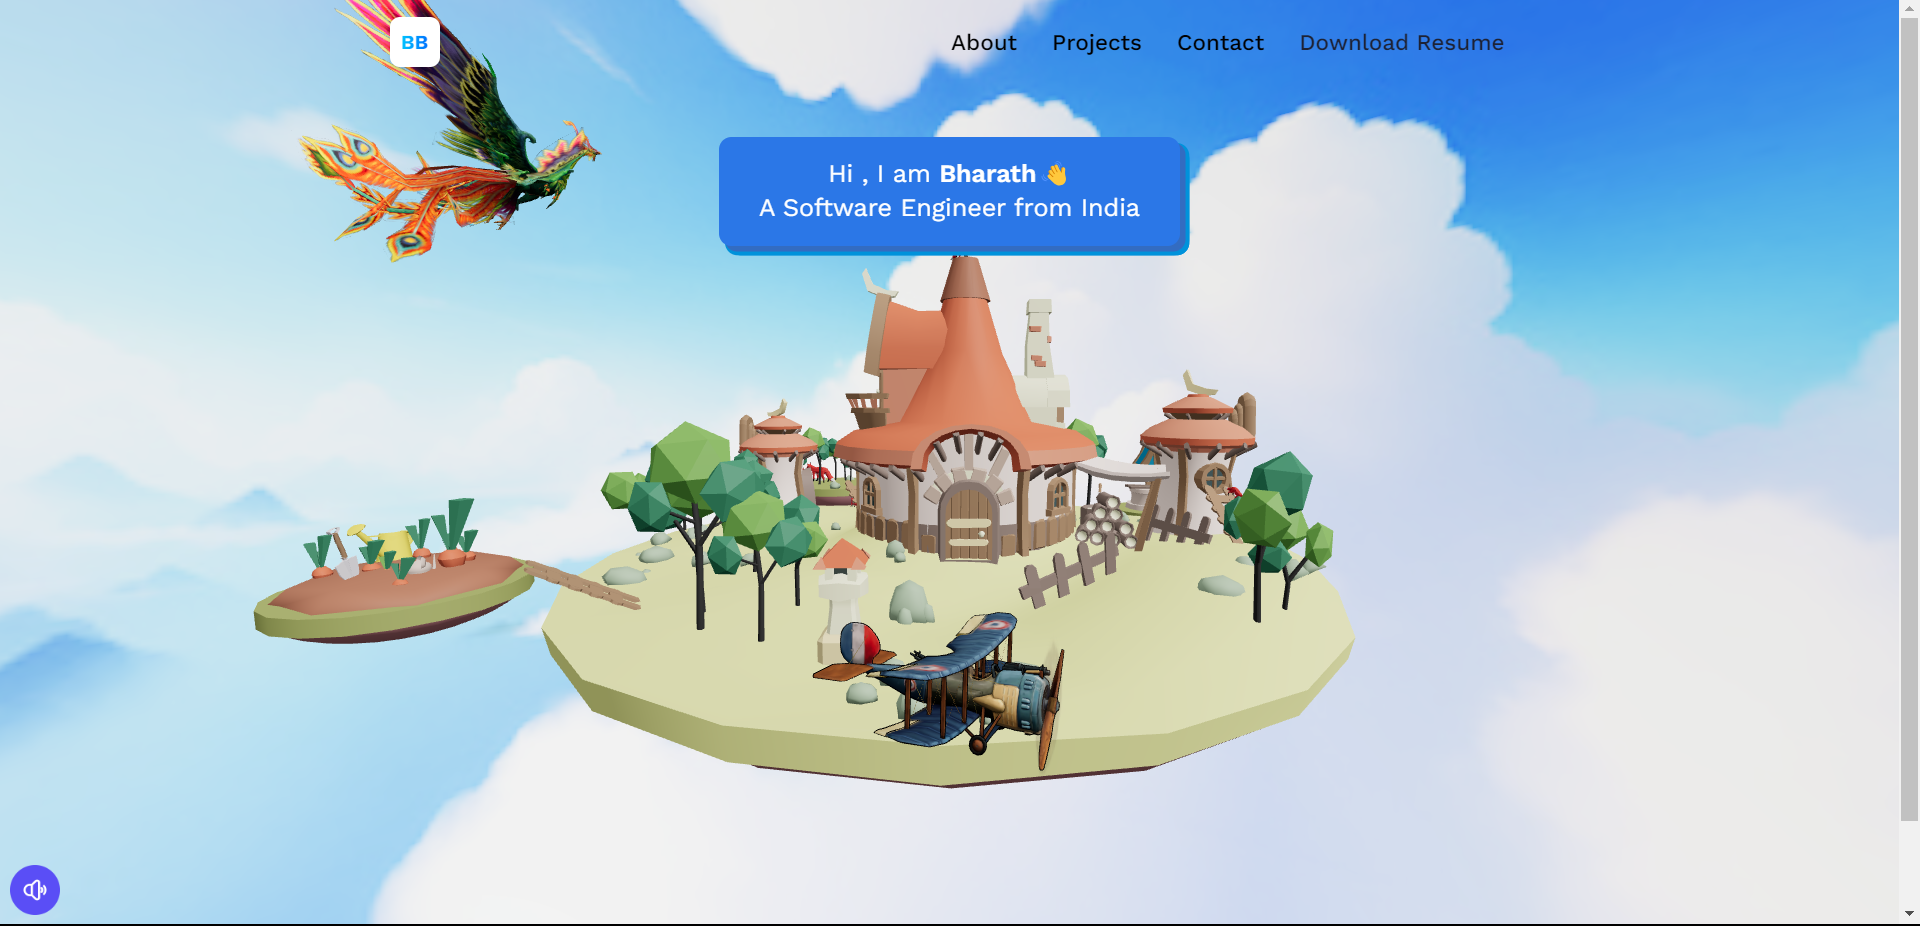 BB
About Projects Contact Download Resume
Hi , I am Bharath 👋
A Software Engineer from India